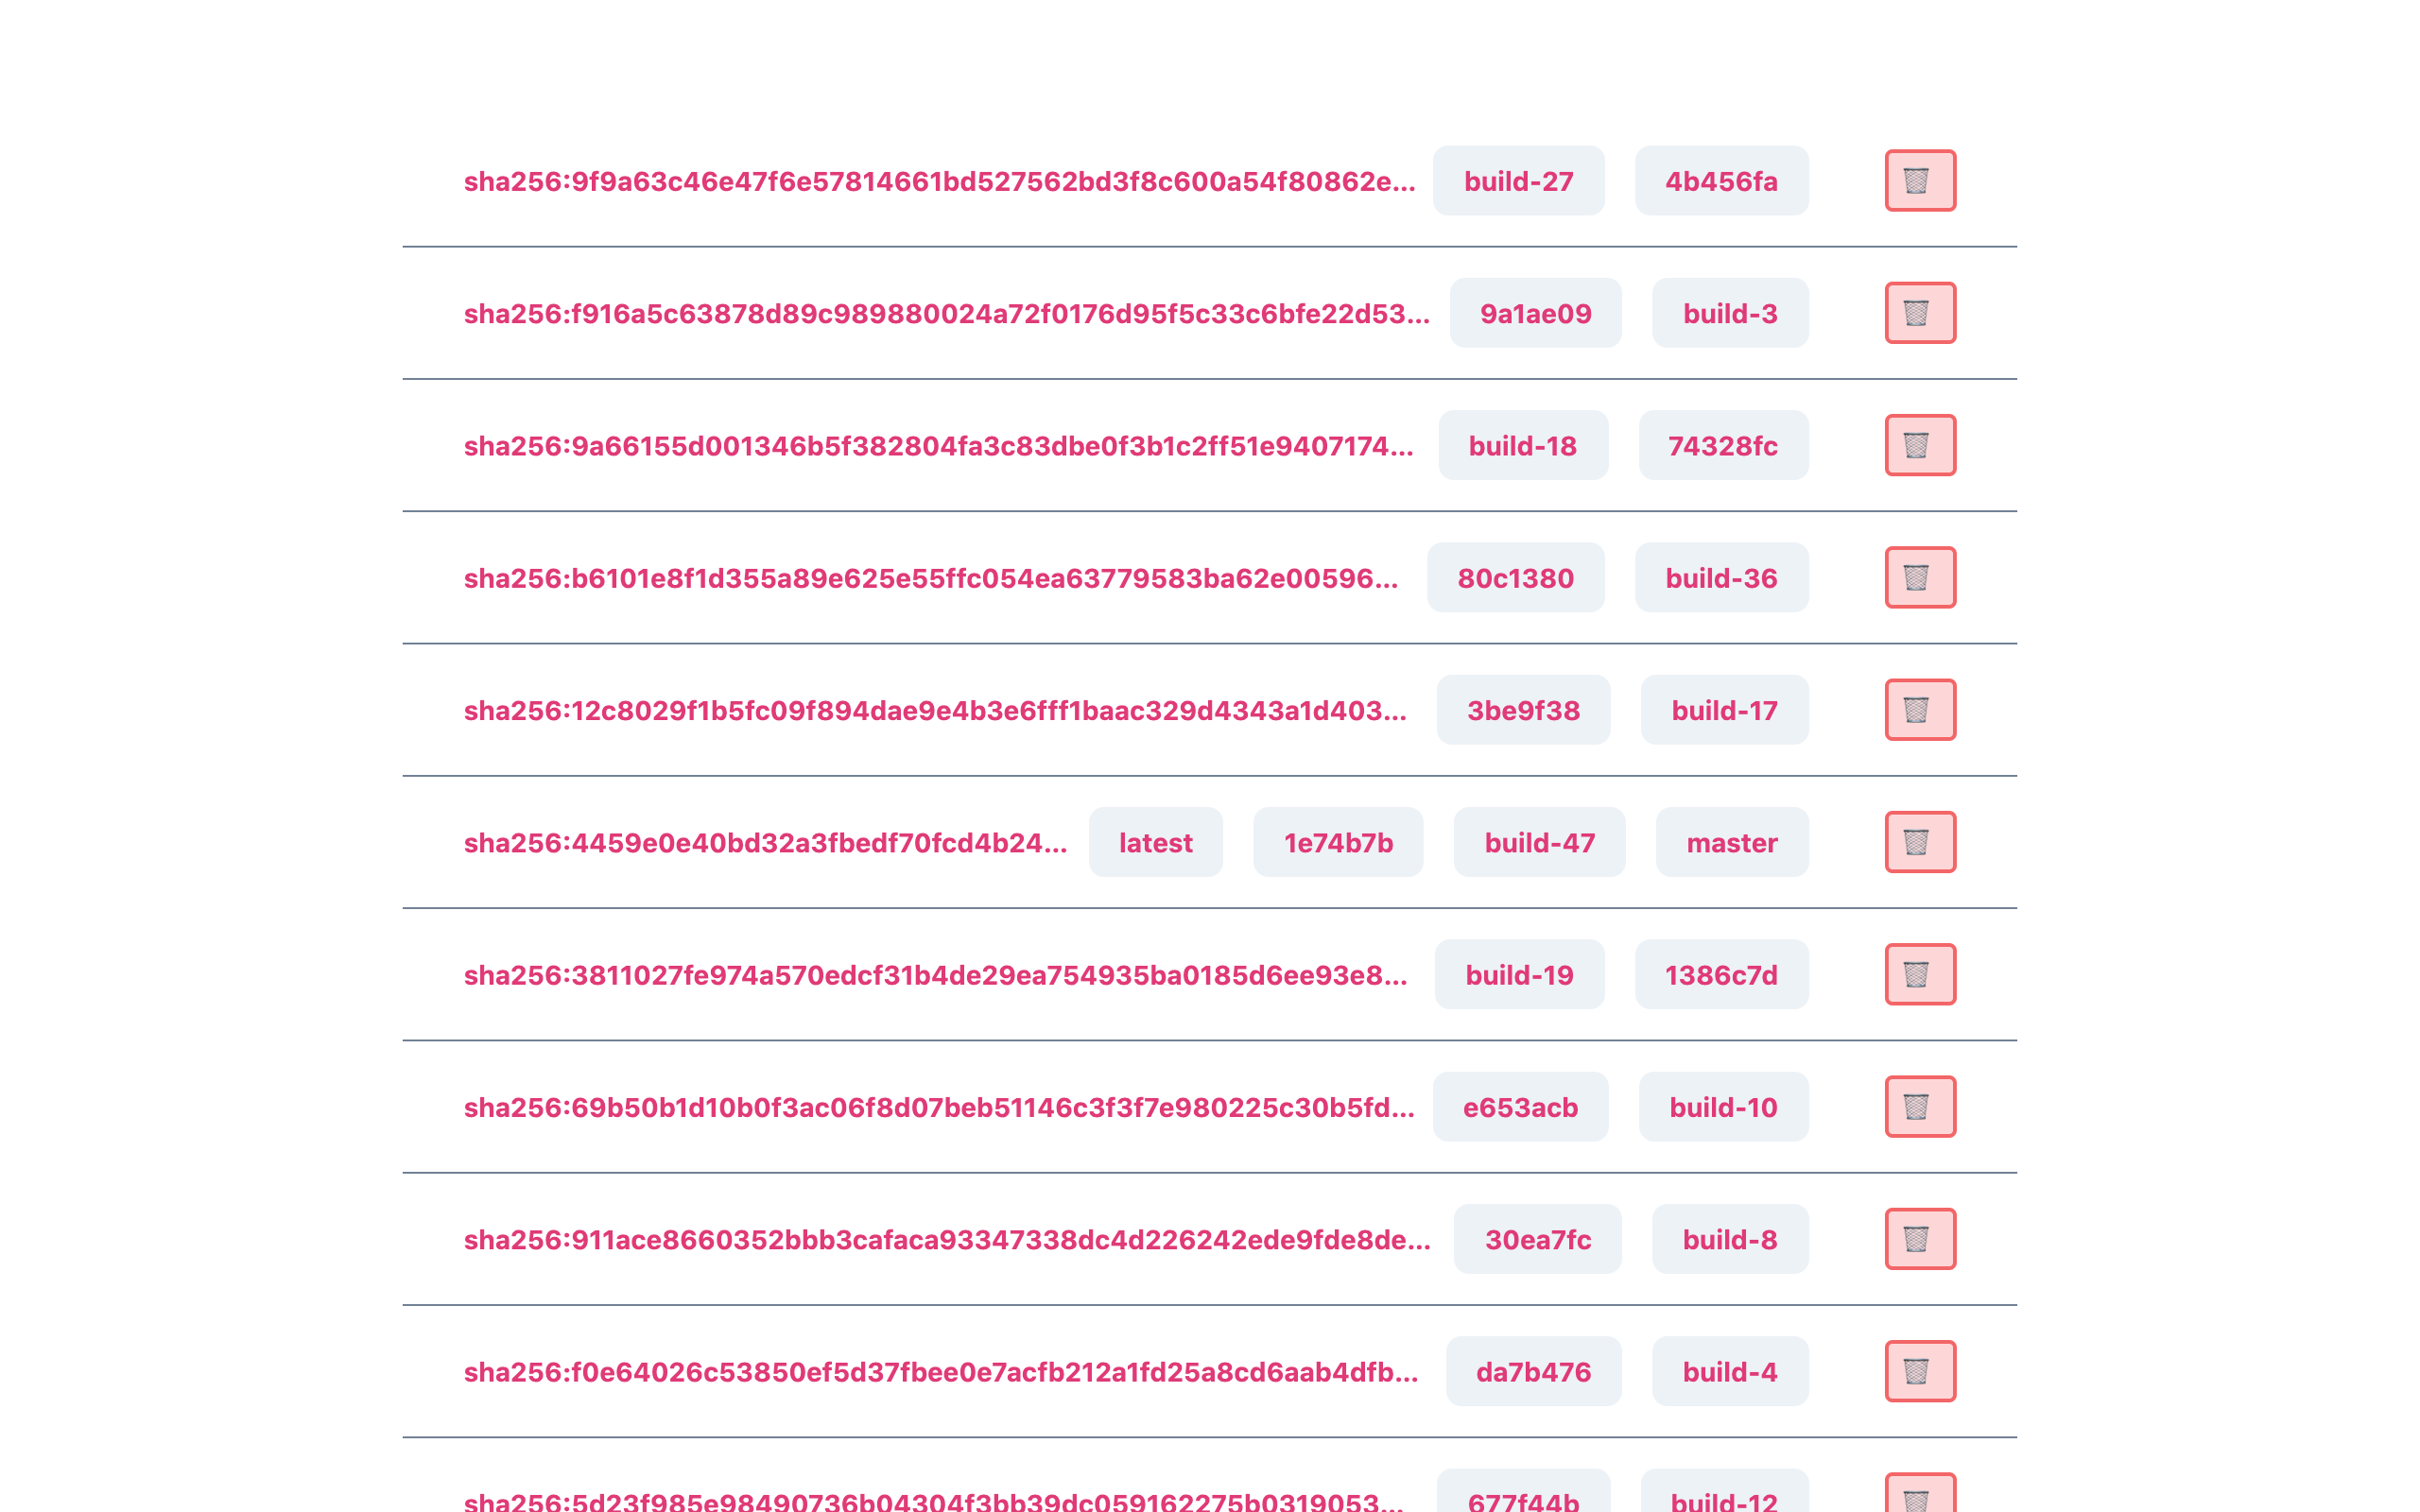 sha256:9f9a63c46e47f6e57814661bd527562bd3f8c600a54f80862e... build-27 4b456fa
sha256:f916a5c63878d89c989880024a72f0176d95f5c33c6bfe22d53... 9a1ae09 build-3
sha256:9a66155d001346b5f382804fa3c83dbe0f3b1c2ff51e9407174... build-18 74328fc
sha256:b6101e8f1d355a89e625e55ffc054ea63779583ba62e00596... 80c1380 build-36
sha256:12c8029f1b5fc09f894dae9e4b3e6fff1baac329d4343a1d403... 3be9f38 build-17
sha256:4459e0e40bd32a3fbedf70fcd4b24... latest 1e74b7b build-47 master
sha256:3811027fe974a570edcf31b4de29ea754935ba0185d6ee93e8... build-19 1386c7d
sha256:69b50b1d10b0f3ac06f8d07beb51146c3f3f7e980225c30b5fd... e653acb build-10
sha256:911ace8660352bbb3cafaca93347338dc4d226242ede9fde8de... 30ea7fc build-8
sha256:f0e64026c53850ef5d37fbee0e7acfb212a1fd25a8cd6aab4dfb... da7b476 build-4
sha256:5d23f985e98490736b04304f3bb39dc059162275b0319053... 677f44b build-12